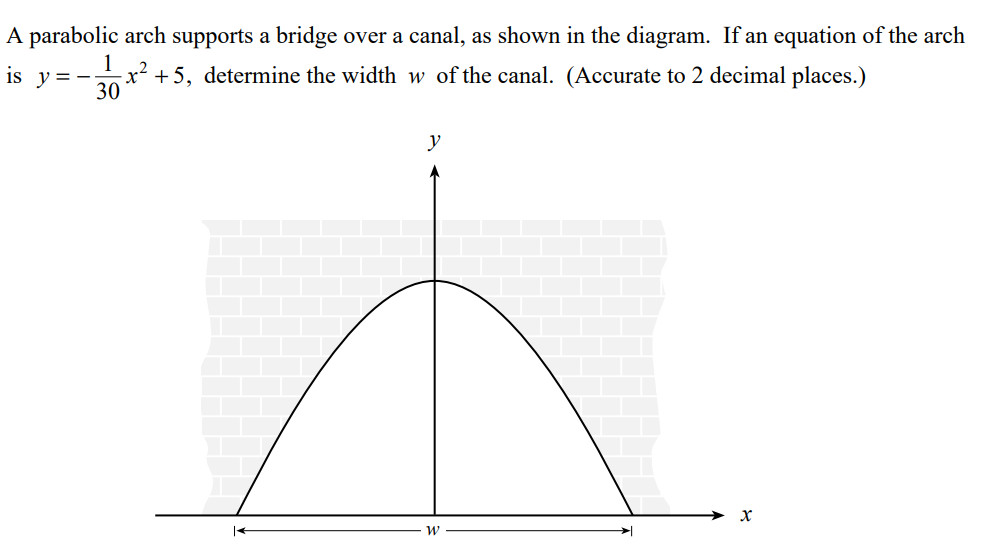 A parabolic arch supports a bridge over a canal, as shown in the diagram.  If an equation of the arch
is y = −1/30 x² + 5, determine the width w of the canal.  (Accurate to 2 decimal places.)
y
x
w